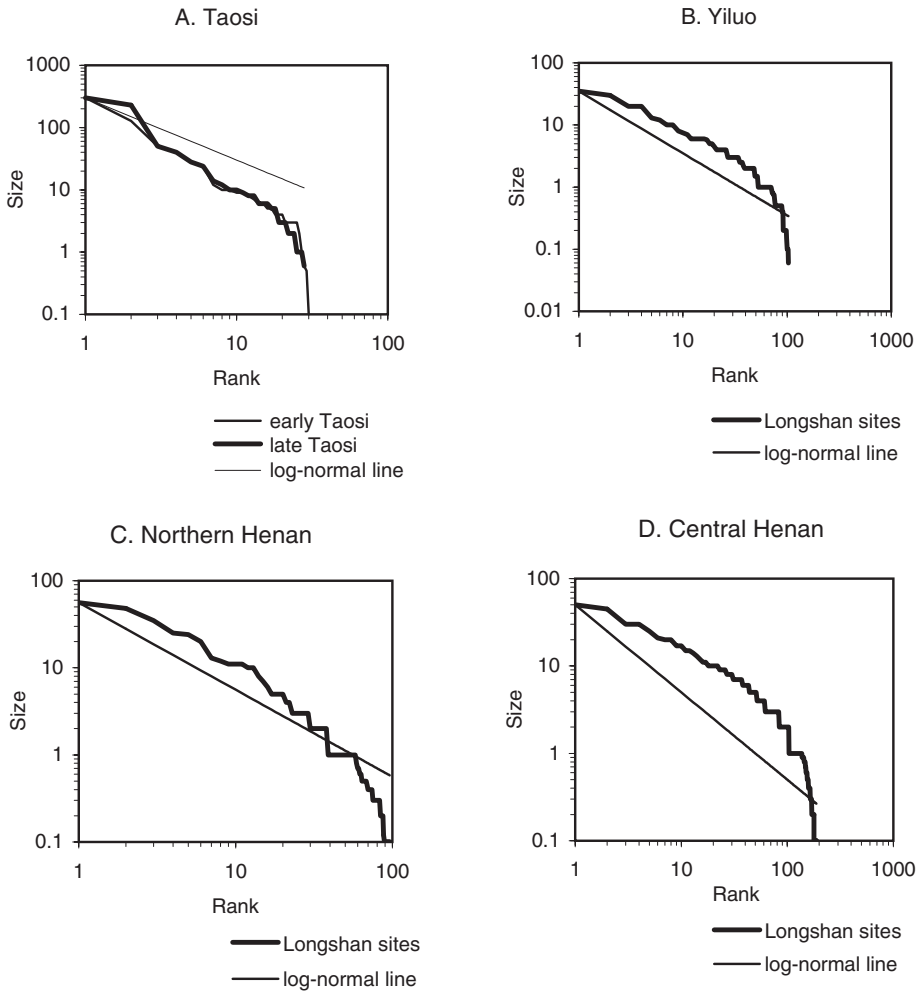 A. Taosi
1000
100
10
1
0.1
Size
1
10
100
Rank
early Taosi
late Taosi
log-normal line
B. Yiluo
100
10
1
0.1
0.01
Size
1
10
100
1000
Rank
Longshan sites
log-normal line
C. Northern Henan
100
10
1
0.1
Size
1
10
100
Rank
Longshan sites
log-normal line
D. Central Henan
100
10
1
0.1
Size
1
10
100
1000
Rank
Longshan sites
log-normal line